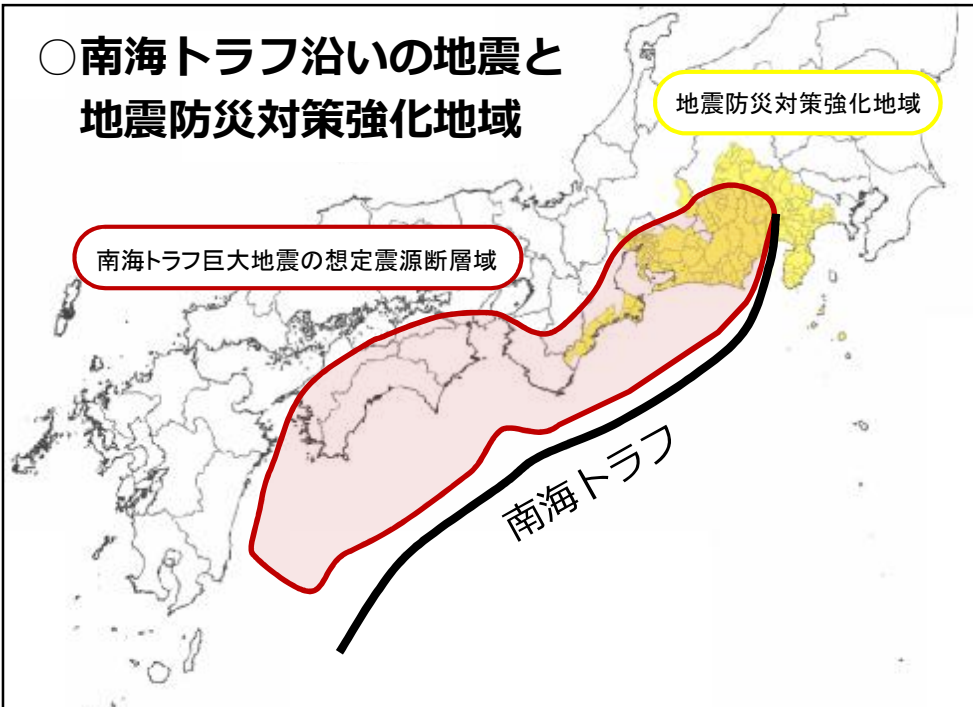 ○南海トラフ沿いの地震と
地震防災対策強化地域
地震防災対策強化地域
南海トラフ巨大地震の想定震源断層域
南海トラフ